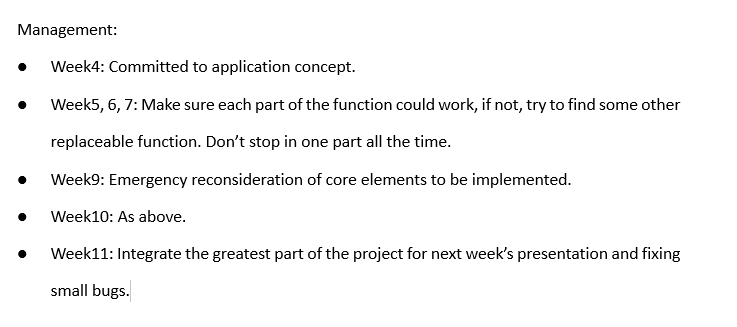 Management:
● Week4: Committed to application concept.
● Week5, 6, 7: Make sure each part of the function could work, if not, try to find some other
replaceable function. Don’t stop in one part all the time.
● Week9: Emergency reconsideration of core elements to be implemented.
● Week10: As above.
● Week11: Integrate the greatest part of the project for next week’s presentation and fixing
small bugs.